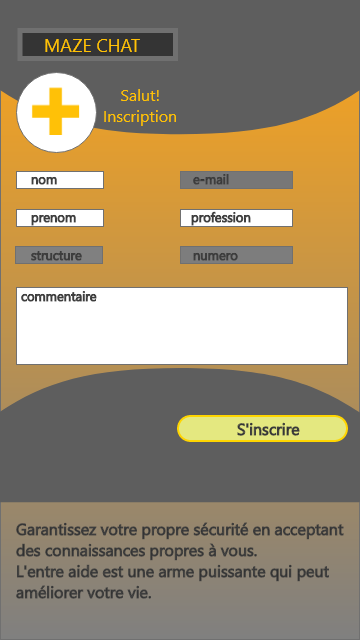 MAZE CHAT
Salut!
Inscription
nom
e-mail
prenom
profession
structure
numero
commentaire
S'inscrire
Garantissez votre propre sécurité en acceptant
des connaissances propres à vous.
L'entre aide est une arme puissante qui peut
améliorer votre vie.